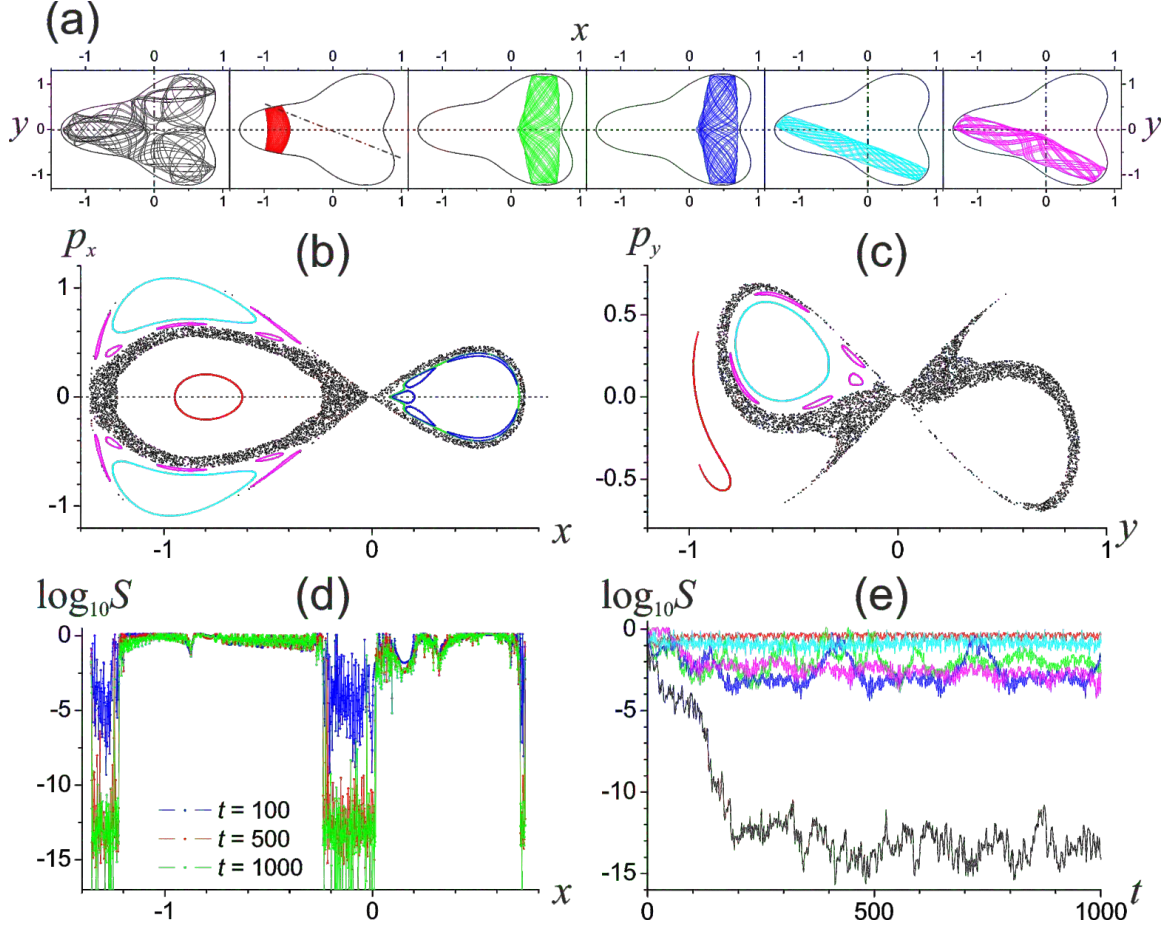 (a)
x
-1 0 1 -1 0 1 -1 0 1 -1 0 1 -1 0 1 -1 0 1
y 1 0 -1
1 0 -1 y
-1 0 1 -1 0 1 -1 0 1 -1 0 1 -1 0 1 -1 0 1
pₓ (b)
1
0
-1
-1 0 x
p_y (c)
0.5
0.0
-0.5
-1 0 1 y
log₁₀S (d)
0
-5
-10
-15
t = 100
t = 500
t = 1000
-1 0 x
log₁₀S (e)
0
-5
-10
-15
0 500 1000 t